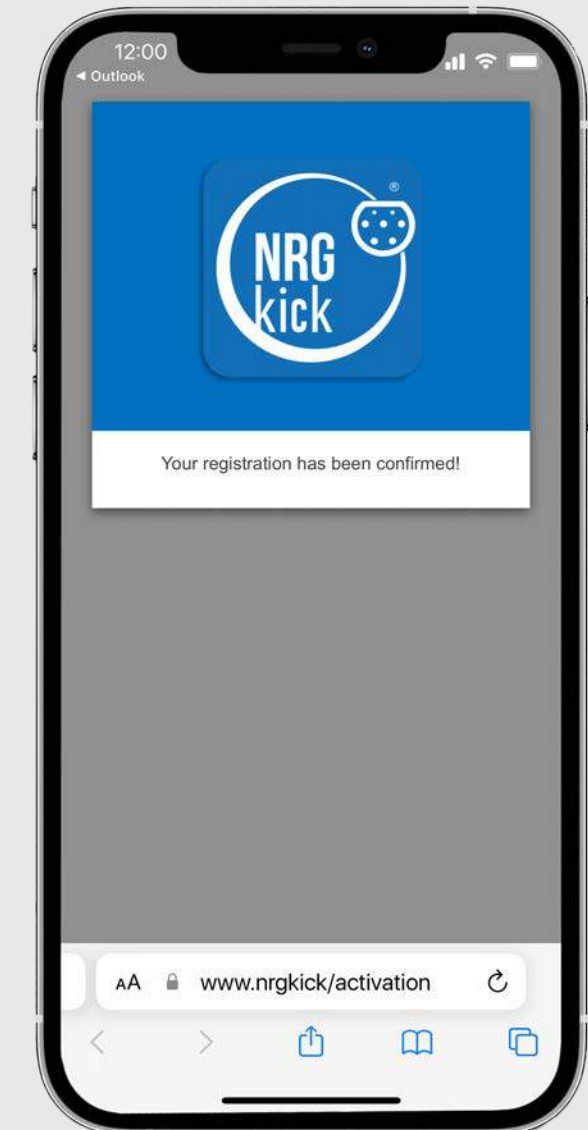 12:00
◀ Outlook
NRG
kick
®
Your registration has been confirmed!
AA
www.nrgkick/activation